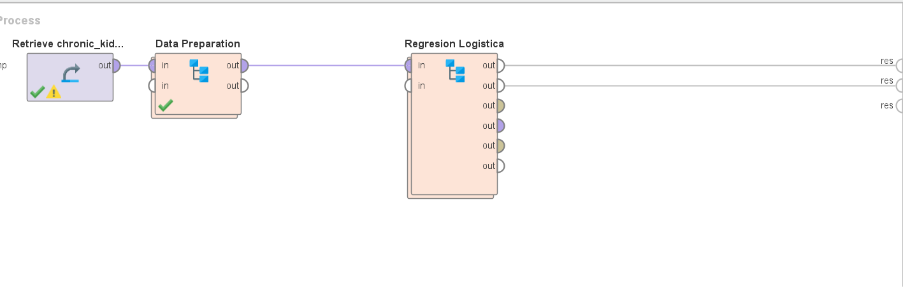 Process
Retrieve chronic_kid...
Data Preparation
Regresion Logistica
inp
out
in
out
in
out
in
out
in
out
out
out
out
out
res
res
res